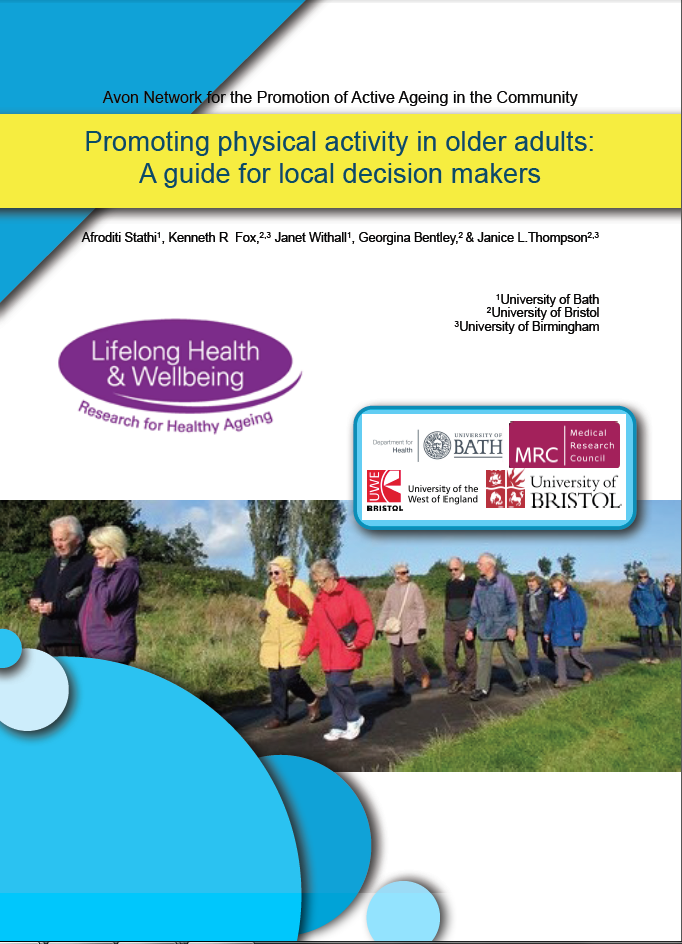 Avon Network for the Promotion of Active Ageing in the Community
Promoting physical activity in older adults:
A guide for local decision makers
Afroditi Stathi¹, Kenneth R Fox,²,³ Janet Withall¹, Georgina Bentley,² & Janice L.Thompson²,³
¹University of Bath
²University of Bristol
³University of Birmingham
Lifelong Health
& Wellbeing
Research for Healthy Ageing
Department for
Health
UNIVERSITY OF
BATH
MRC
Medical
Research
Council
UWE
BRISTOL
University of the
West of England
University of
BRISTOL